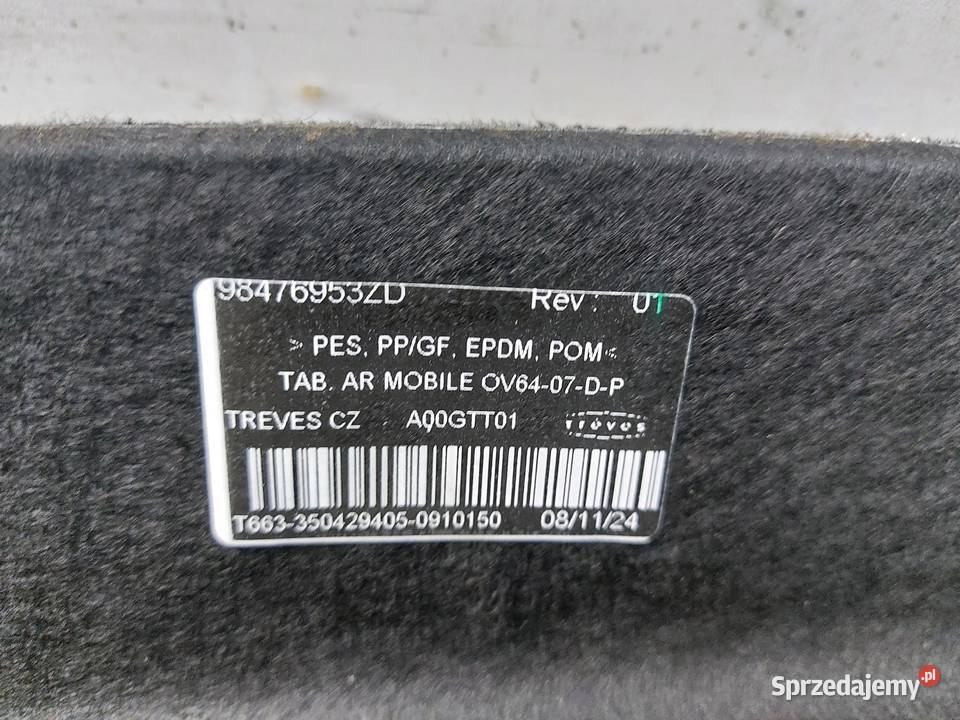 98476953ZD Rev : 01
> PES, PP/GF, EPDM, POM<
TAB. AR MOBILE OV64-07-D-P
TREVES CZ A00GTT01 Treves
T663-350429405-0910150 08/11/24
Sprzedajemy.pl